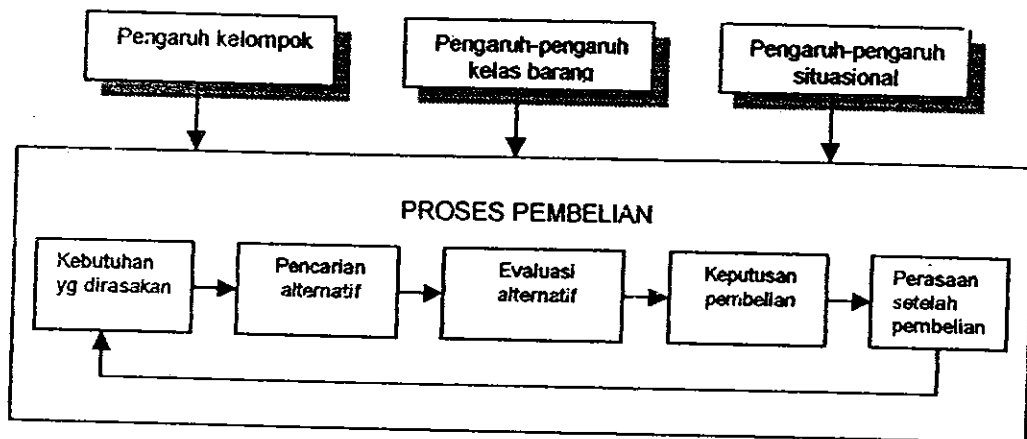 Pengaruh kelompok
Pengaruh-pengaruh
kelas barang
Pengaruh-pengaruh
situasional
PROSES PEMBELIAN
Kebutuhan
yg dirasakan
Pencarian
alternatif
Evaluasi
alternatif
Keputusan
pembelian
Perasaan
setelah
pembelian